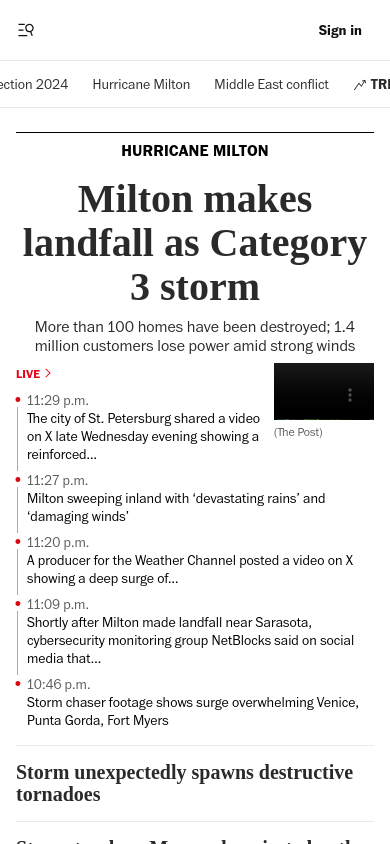 Sign in
ection 2024 Hurricane Milton Middle East conflict TRE
HURRICANE MILTON
Milton makes
landfall as Category
3 storm
More than 100 homes have been destroyed; 1.4
million customers lose power amid strong winds
LIVE
(The Post)
11:29 p.m.
The city of St. Petersburg shared a video
on X late Wednesday evening showing a
reinforced...
11:27 p.m.
Milton sweeping inland with ‘devastating rains’ and
‘damaging winds’
11:20 p.m.
A producer for the Weather Channel posted a video on X
showing a deep surge of...
11:09 p.m.
Shortly after Milton made landfall near Sarasota,
cybersecurity monitoring group NetBlocks said on social
media that...
10:46 p.m.
Storm chaser footage shows surge overwhelming Venice,
Punta Gorda, Fort Myers
Storm unexpectedly spawns destructive
tornadoes